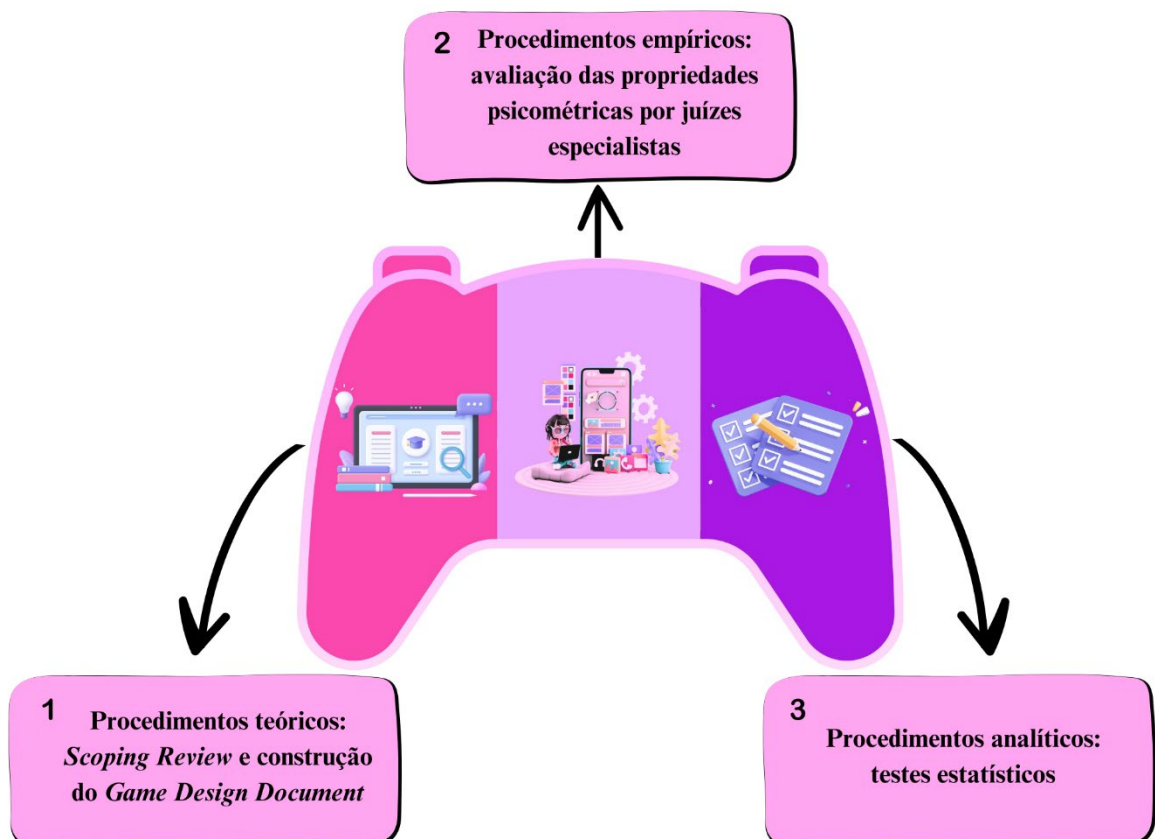 1
Procedimentos teóricos:
Scoping Review e construção
do Game Design Document
2
Procedimentos empíricos:
avaliação das propriedades
psicométricas por juízes
especialistas
3
Procedimentos analíticos:
testes estatísticos